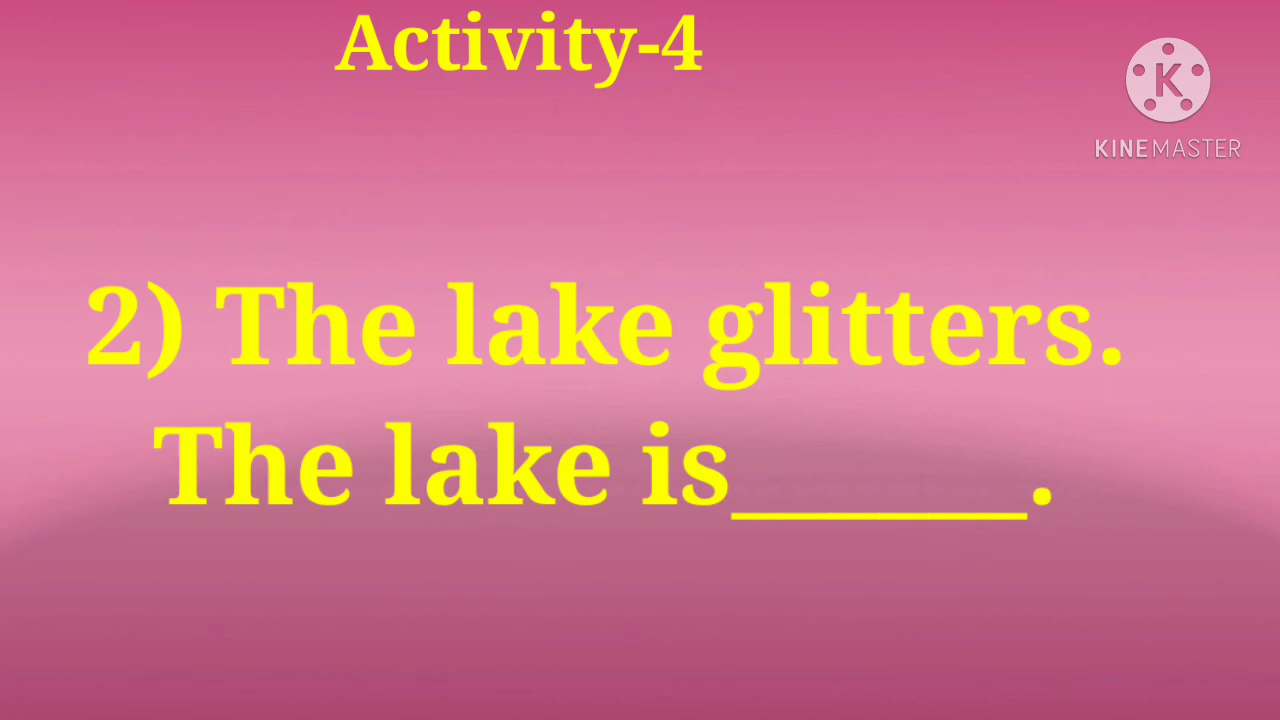 Activity-4
KINEMASTER
2) The lake glitters.
The lake is______.